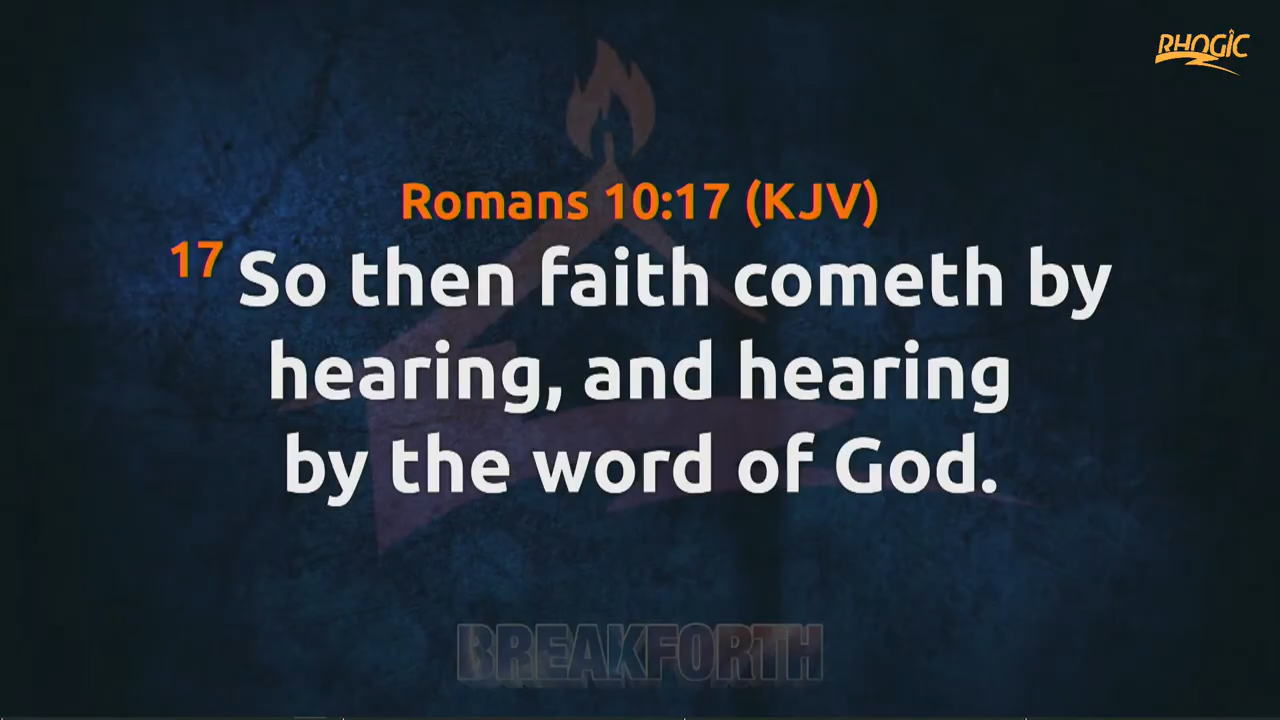 RHOGIC
Romans 10:17 (KJV)
17 So then faith cometh by
hearing, and hearing
by the word of God.
BREAKFORTH